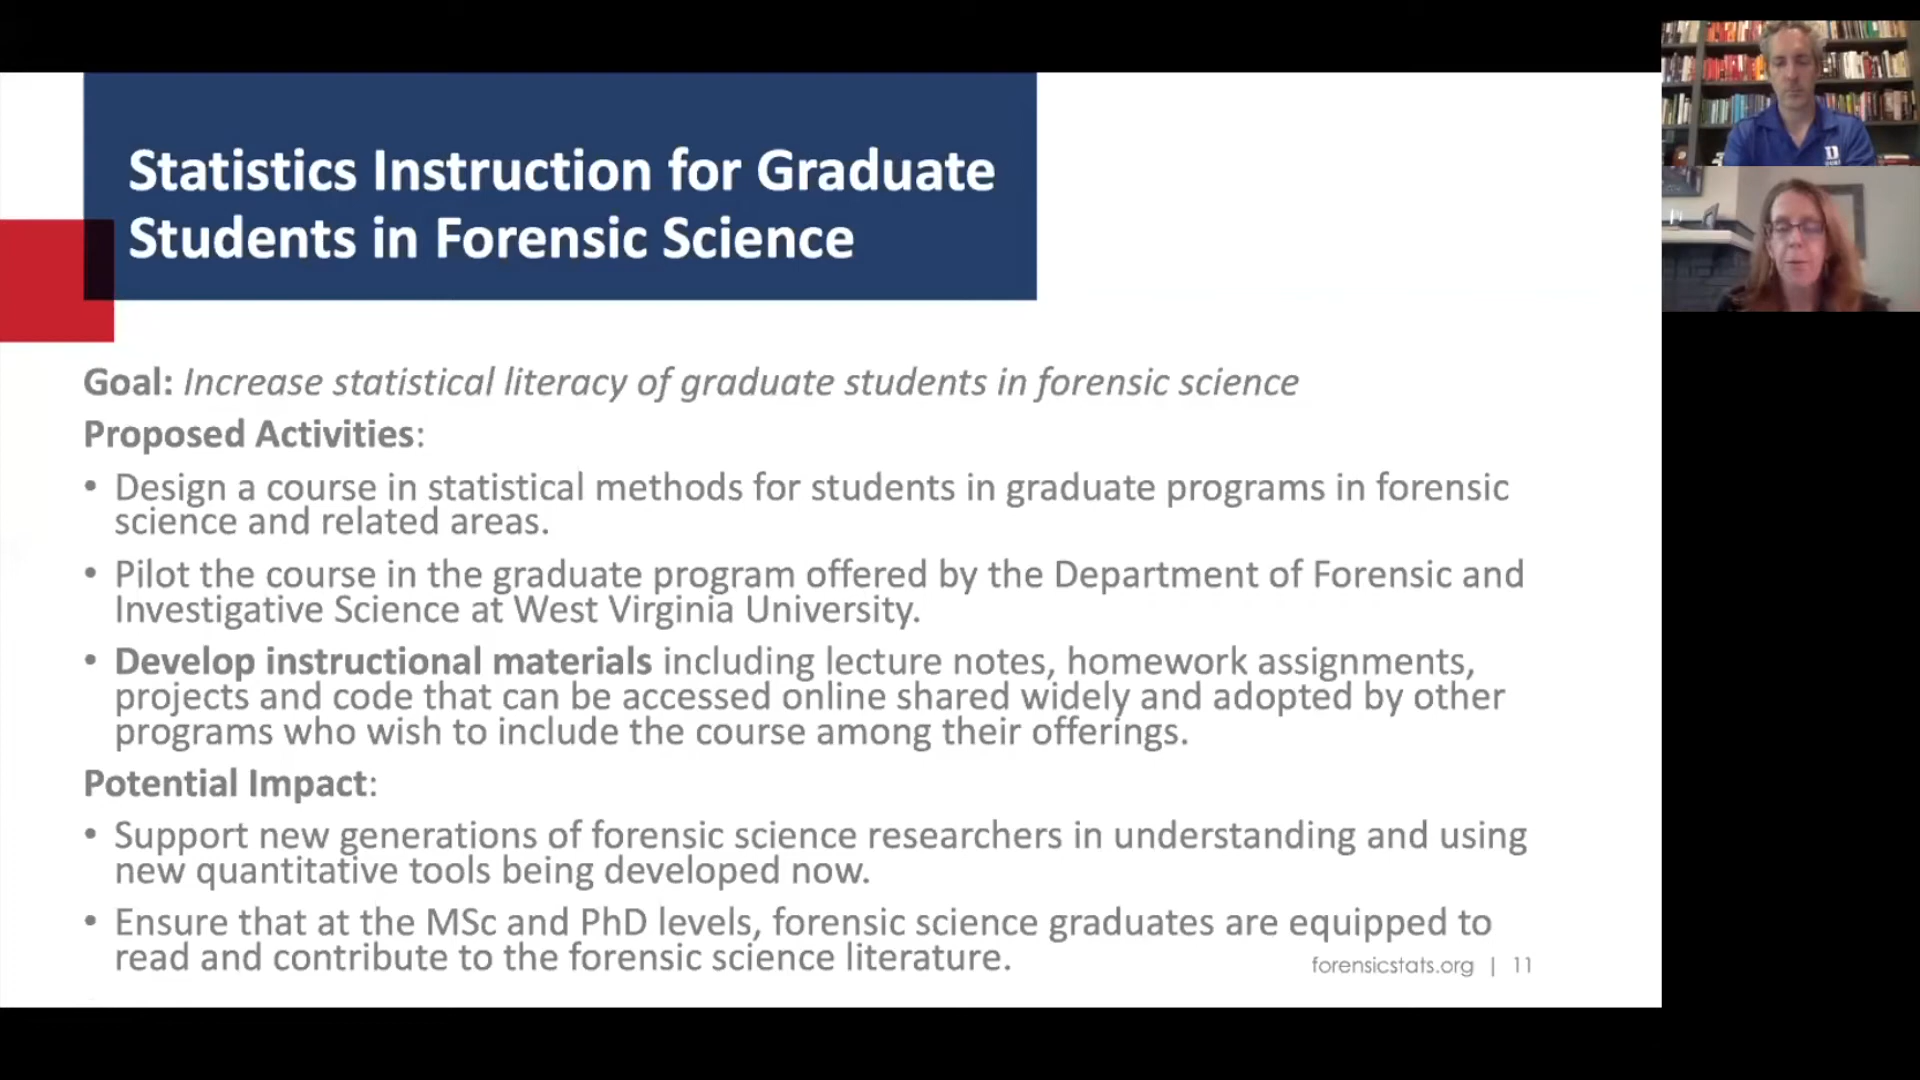 Statistics Instruction for Graduate
Students in Forensic Science
Goal: Increase statistical literacy of graduate students in forensic science
Proposed Activities:
• Design a course in statistical methods for students in graduate programs in forensic
science and related areas.
• Pilot the course in the graduate program offered by the Department of Forensic and
Investigative Science at West Virginia University.
• Develop instructional materials including lecture notes, homework assignments,
projects and code that can be accessed online shared widely and adopted by other
programs who wish to include the course among their offerings.
Potential Impact:
• Support new generations of forensic science researchers in understanding and using
new quantitative tools being developed now.
• Ensure that at the MSc and PhD levels, forensic science graduates are equipped to
read and contribute to the forensic science literature.
forensicstats.org | 11